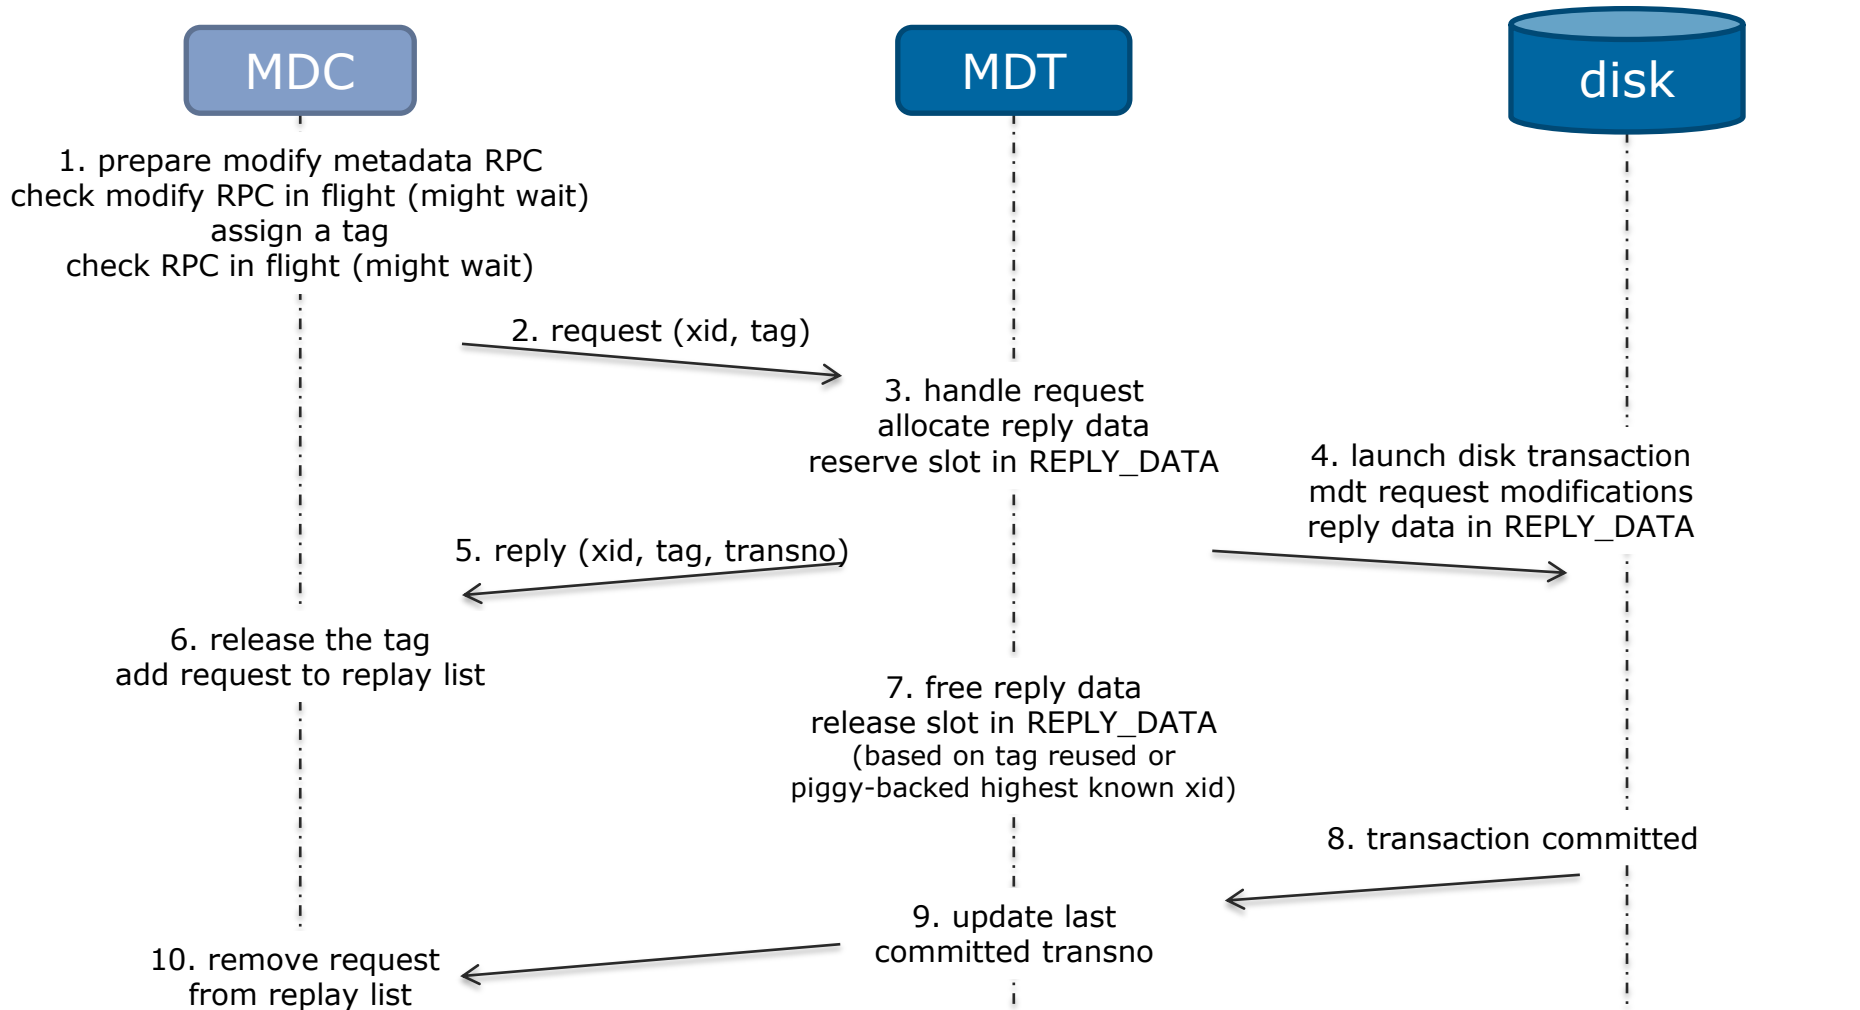 MDC
MDT
disk
1. prepare modify metadata RPC
check modify RPC in flight (might wait)
assign a tag
check RPC in flight (might wait)
2. request (xid, tag)
3. handle request
allocate reply data
reserve slot in REPLY_DATA
4. launch disk transaction
mdt request modifications
reply data in REPLY_DATA
5. reply (xid, tag, transno)
6. release the tag
add request to replay list
7. free reply data
release slot in REPLY_DATA
(based on tag reused or
piggy-backed highest known xid)
8. transaction committed
9. update last
committed transno
10. remove request
from replay list